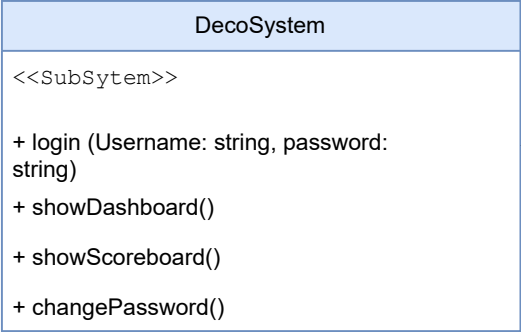 DecoSystem
<<SubSytem>>
+ login (Username: string, password:
string)
+ showDashboard()
+ showScoreboard()
+ changePassword()